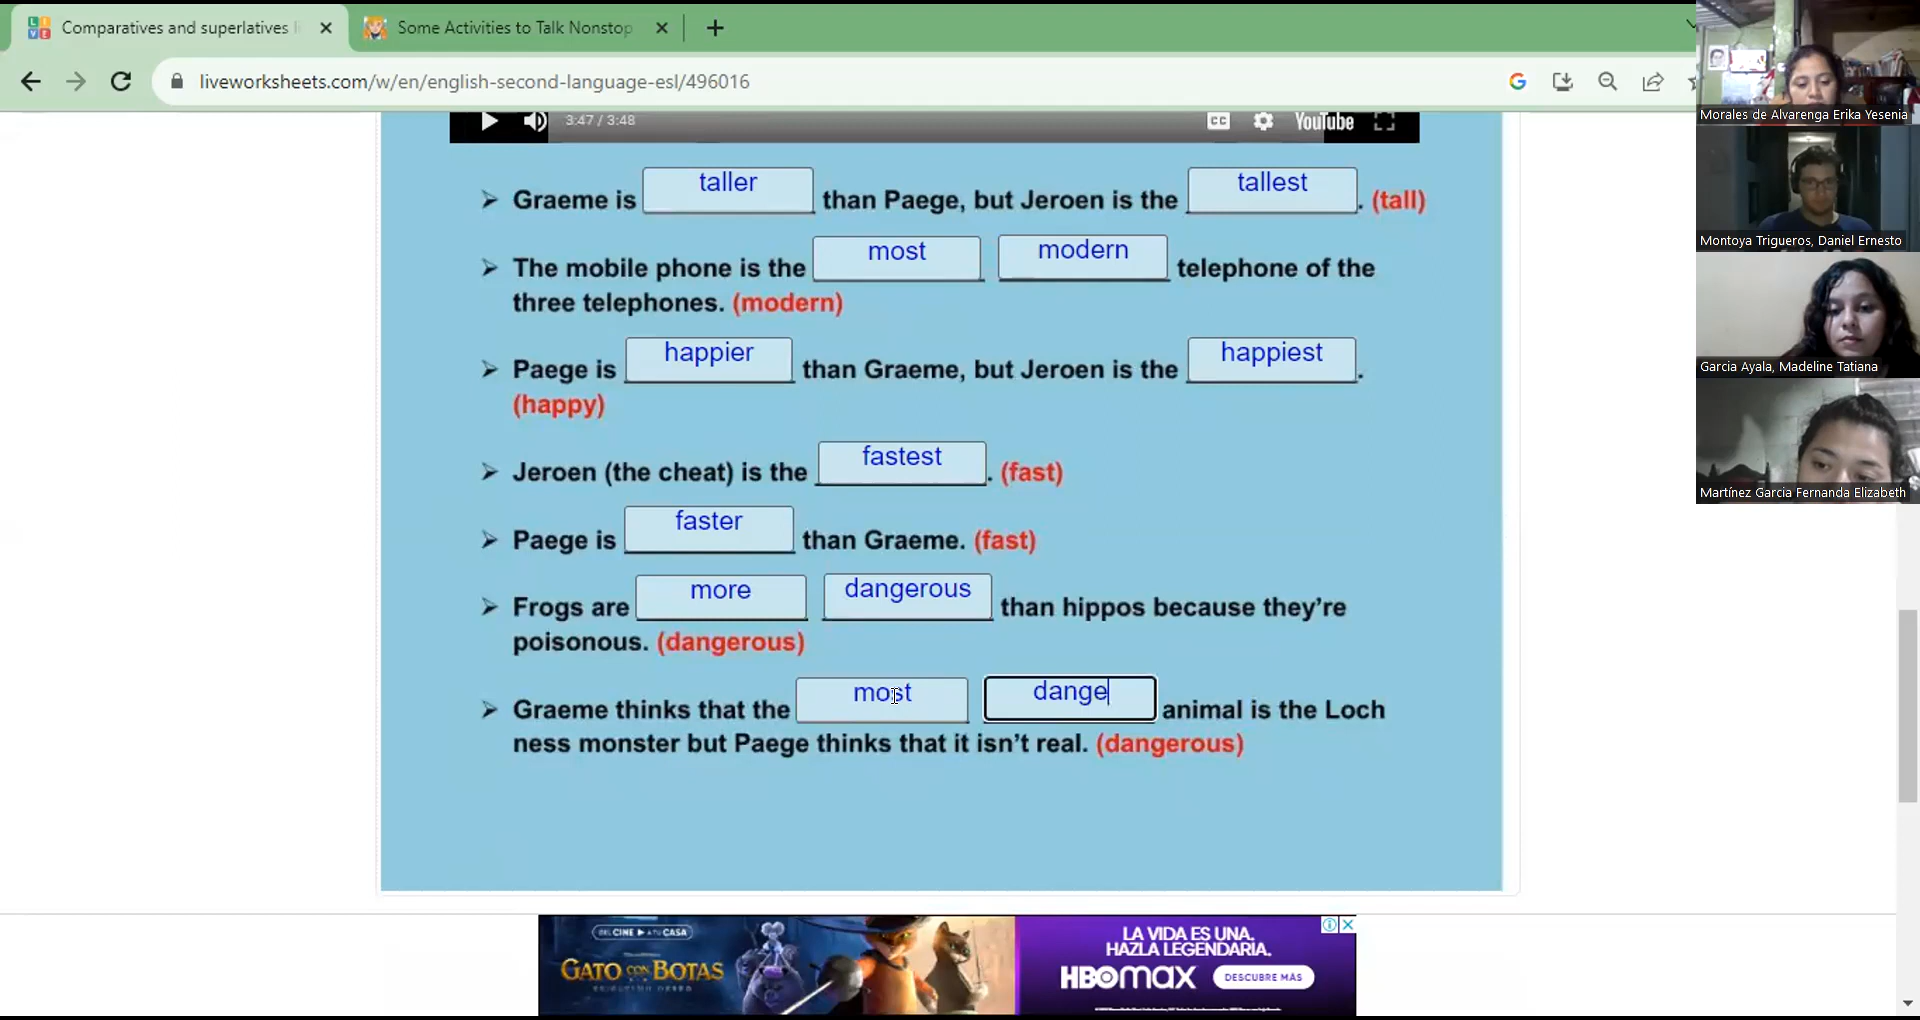 Comparatives and superlatives li
Some Activities to Talk Nonstop
liveworksheets.com/w/en/english-second-language-esl/496016
3:47 / 3:48
CC
YouTube
➢ Graeme is taller than Paege, but Jeroen is the tallest. (tall)
➢ The mobile phone is the most modern telephone of the
three telephones. (modern)
➢ Paege is happier than Graeme, but Jeroen is the happiest.
(happy)
➢ Jeroen (the cheat) is the fastest. (fast)
➢ Paege is faster than Graeme. (fast)
➢ Frogs are more dangerous than hippos because they’re
poisonous. (dangerous)
➢ Graeme thinks that the most dange animal is the Loch
ness monster but Paege thinks that it isn’t real. (dangerous)
Morales de Alvarenga Erika Yesenia
Montoya Trigueros, Daniel Ernesto
Garcia Ayala, Madeline Tatiana
Martínez Garcia Fernanda Elizabeth
DEL CINE ▶ A TU CASA
GATO CON BOTAS
LA VIDA ES UNA.
HAZLA LEGENDARIA.
HBOMAX
DESCUBRE MÁS